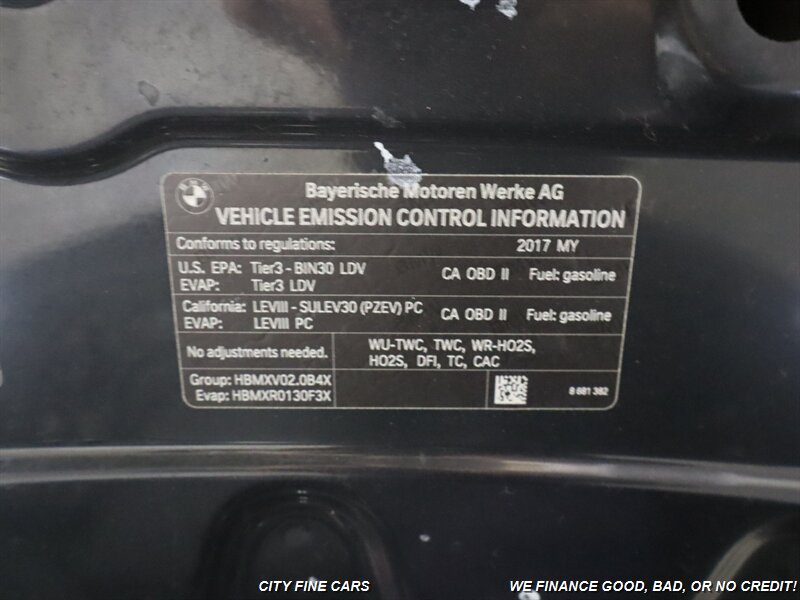 BMW
Bayerische Motoren Werke AG
VEHICLE EMISSION CONTROL INFORMATION
Conforms to regulations: 2017 MY
U.S. EPA: Tier3 - BIN30 LDV CA OBD II Fuel: gasoline
EVAP: Tier3 LDV
California: LEVIII - SULEV30 (PZEV) PC CA OBD II Fuel: gasoline
EVAP: LEVIII PC
No adjustments needed. WU-TWC, TWC, WR-HO2S,
HO2S, DFI, TC, CAC
Group: HBMXV02.0B4X
Evap: HBMXR0130F3X
8 681 382
CITY FINE CARS WE FINANCE GOOD, BAD, OR NO CREDIT!